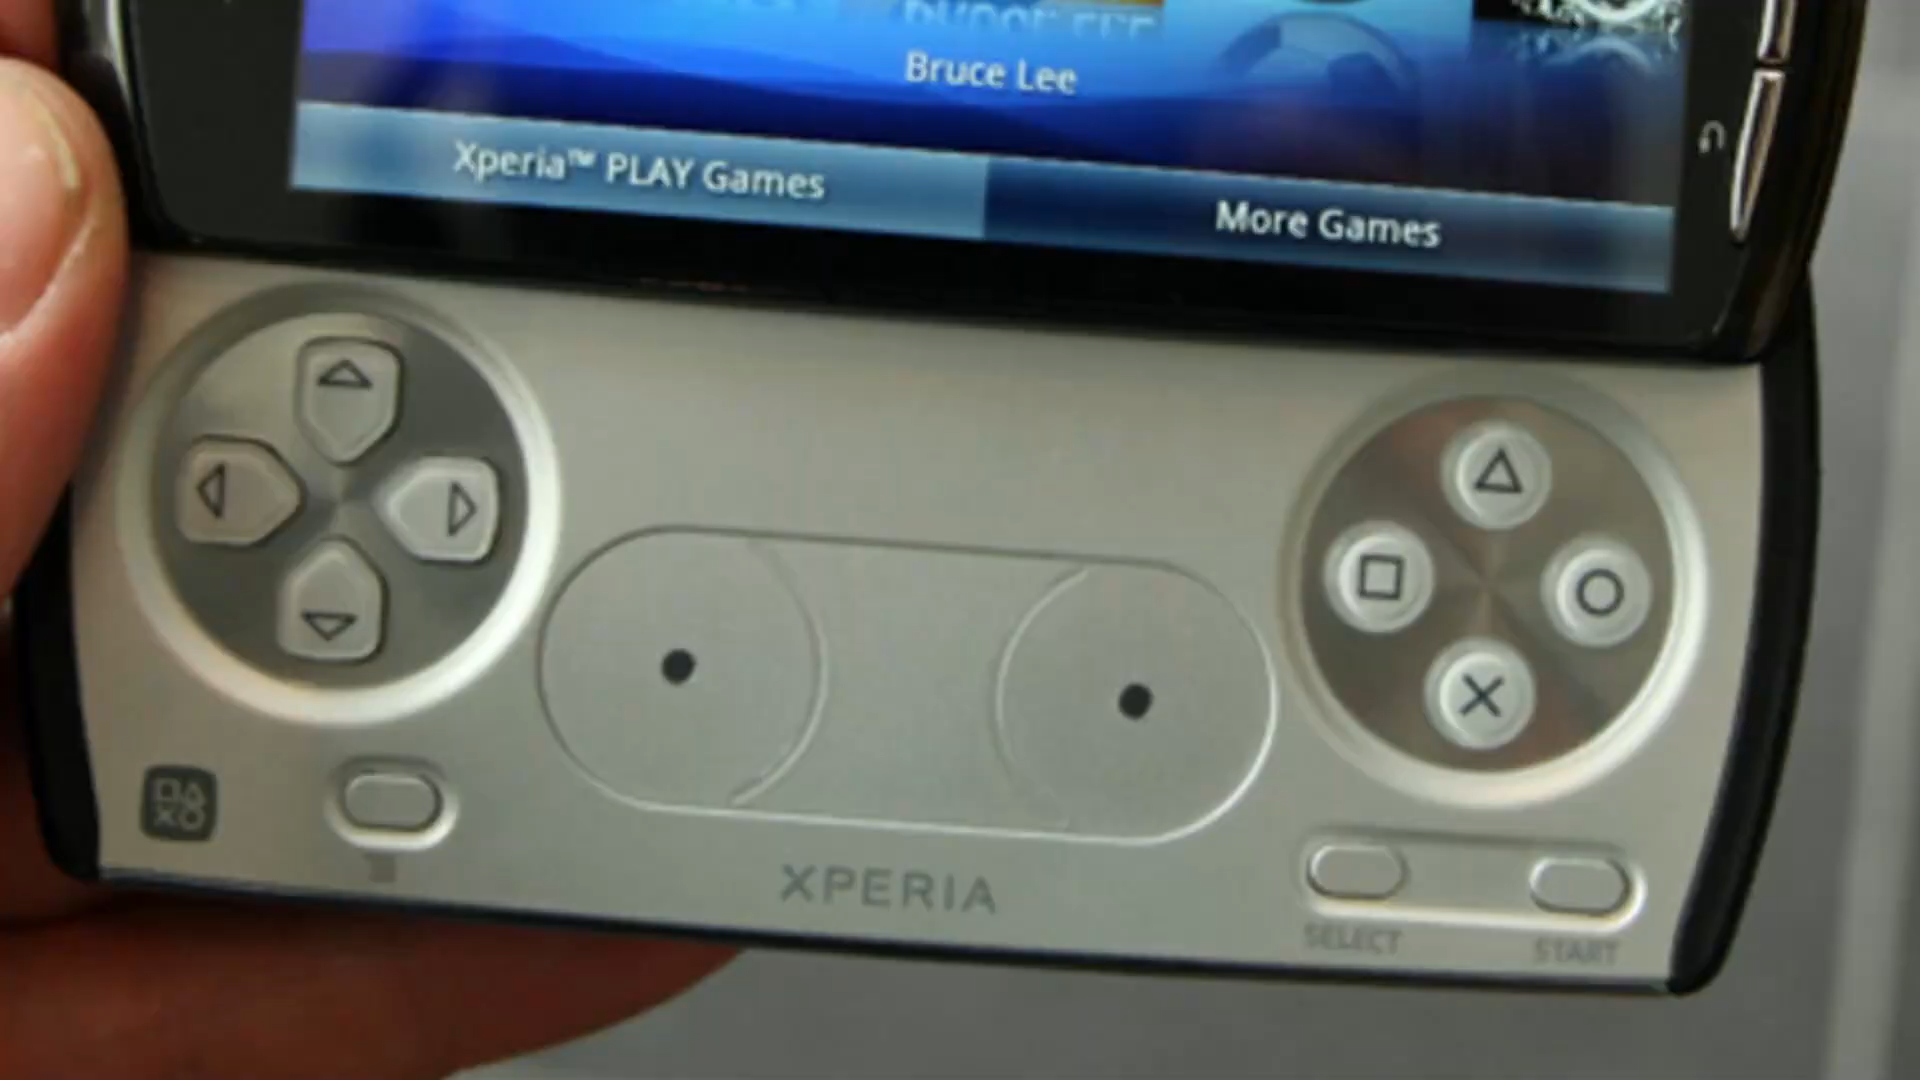 Bruce Lee
Xperia™ PLAY Games
More Games
XPERIA
SELECT
START